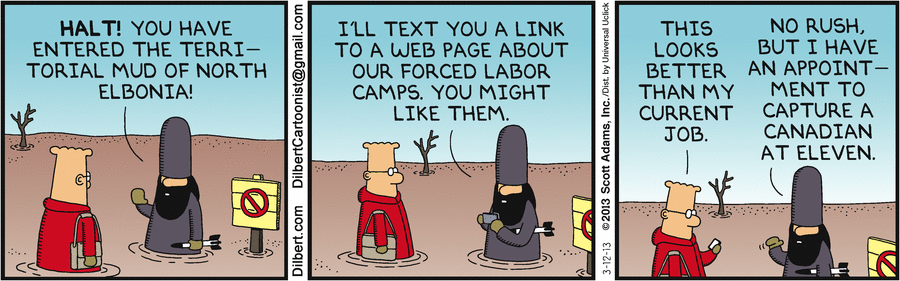 HALT! YOU HAVE
ENTERED THE TERRI-
TORIAL MUD OF NORTH
ELBONIA!
Dilbert.com DilbertCartoonist@gmail.com
I'LL TEXT YOU A LINK
TO A WEB PAGE ABOUT
OUR FORCED LABOR
CAMPS. YOU MIGHT
LIKE THEM.
3-12-13 © 2013 Scott Adams, Inc. /Dist. by Universal Uclick
THIS
LOOKS
BETTER
THAN MY
CURRENT
JOB.
NO RUSH,
BUT I HAVE
AN APPOINT-
MENT TO
CAPTURE A
CANADIAN
AT ELEVEN.